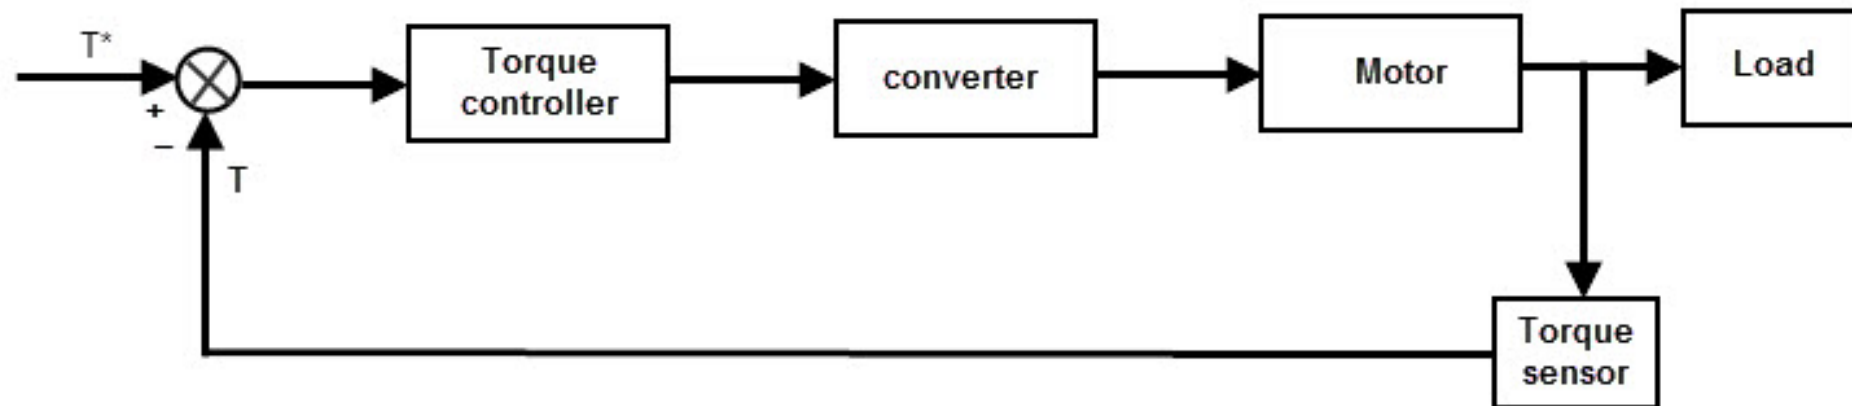 T*
+
−
T
Torque
controller
converter
Motor
Load
Torque
sensor